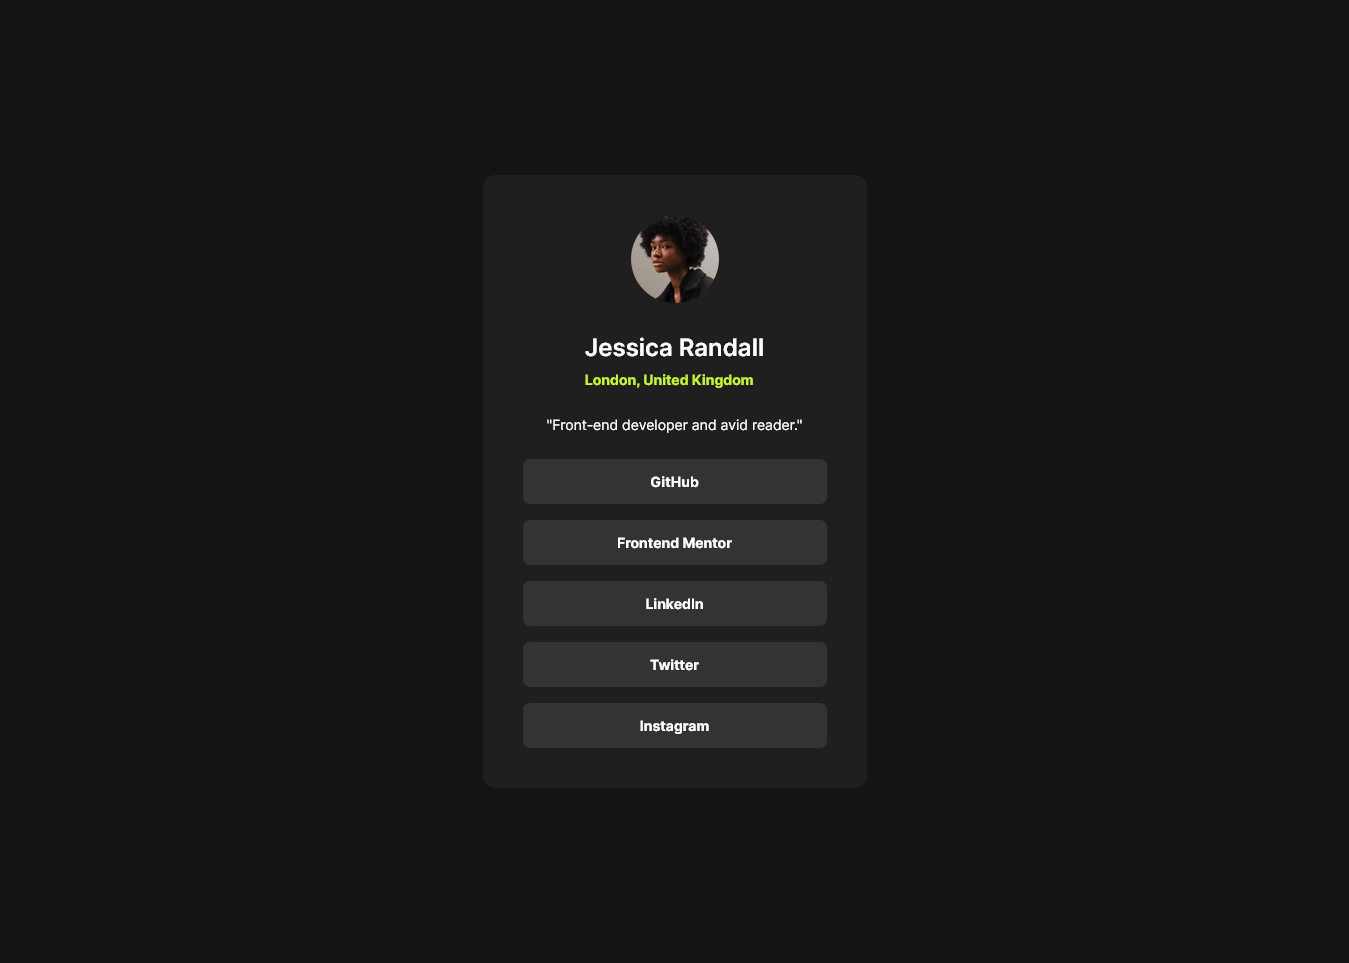 Jessica Randall
London, United Kingdom
"Front-end developer and avid reader."
GitHub
Frontend Mentor
LinkedIn
Twitter
Instagram